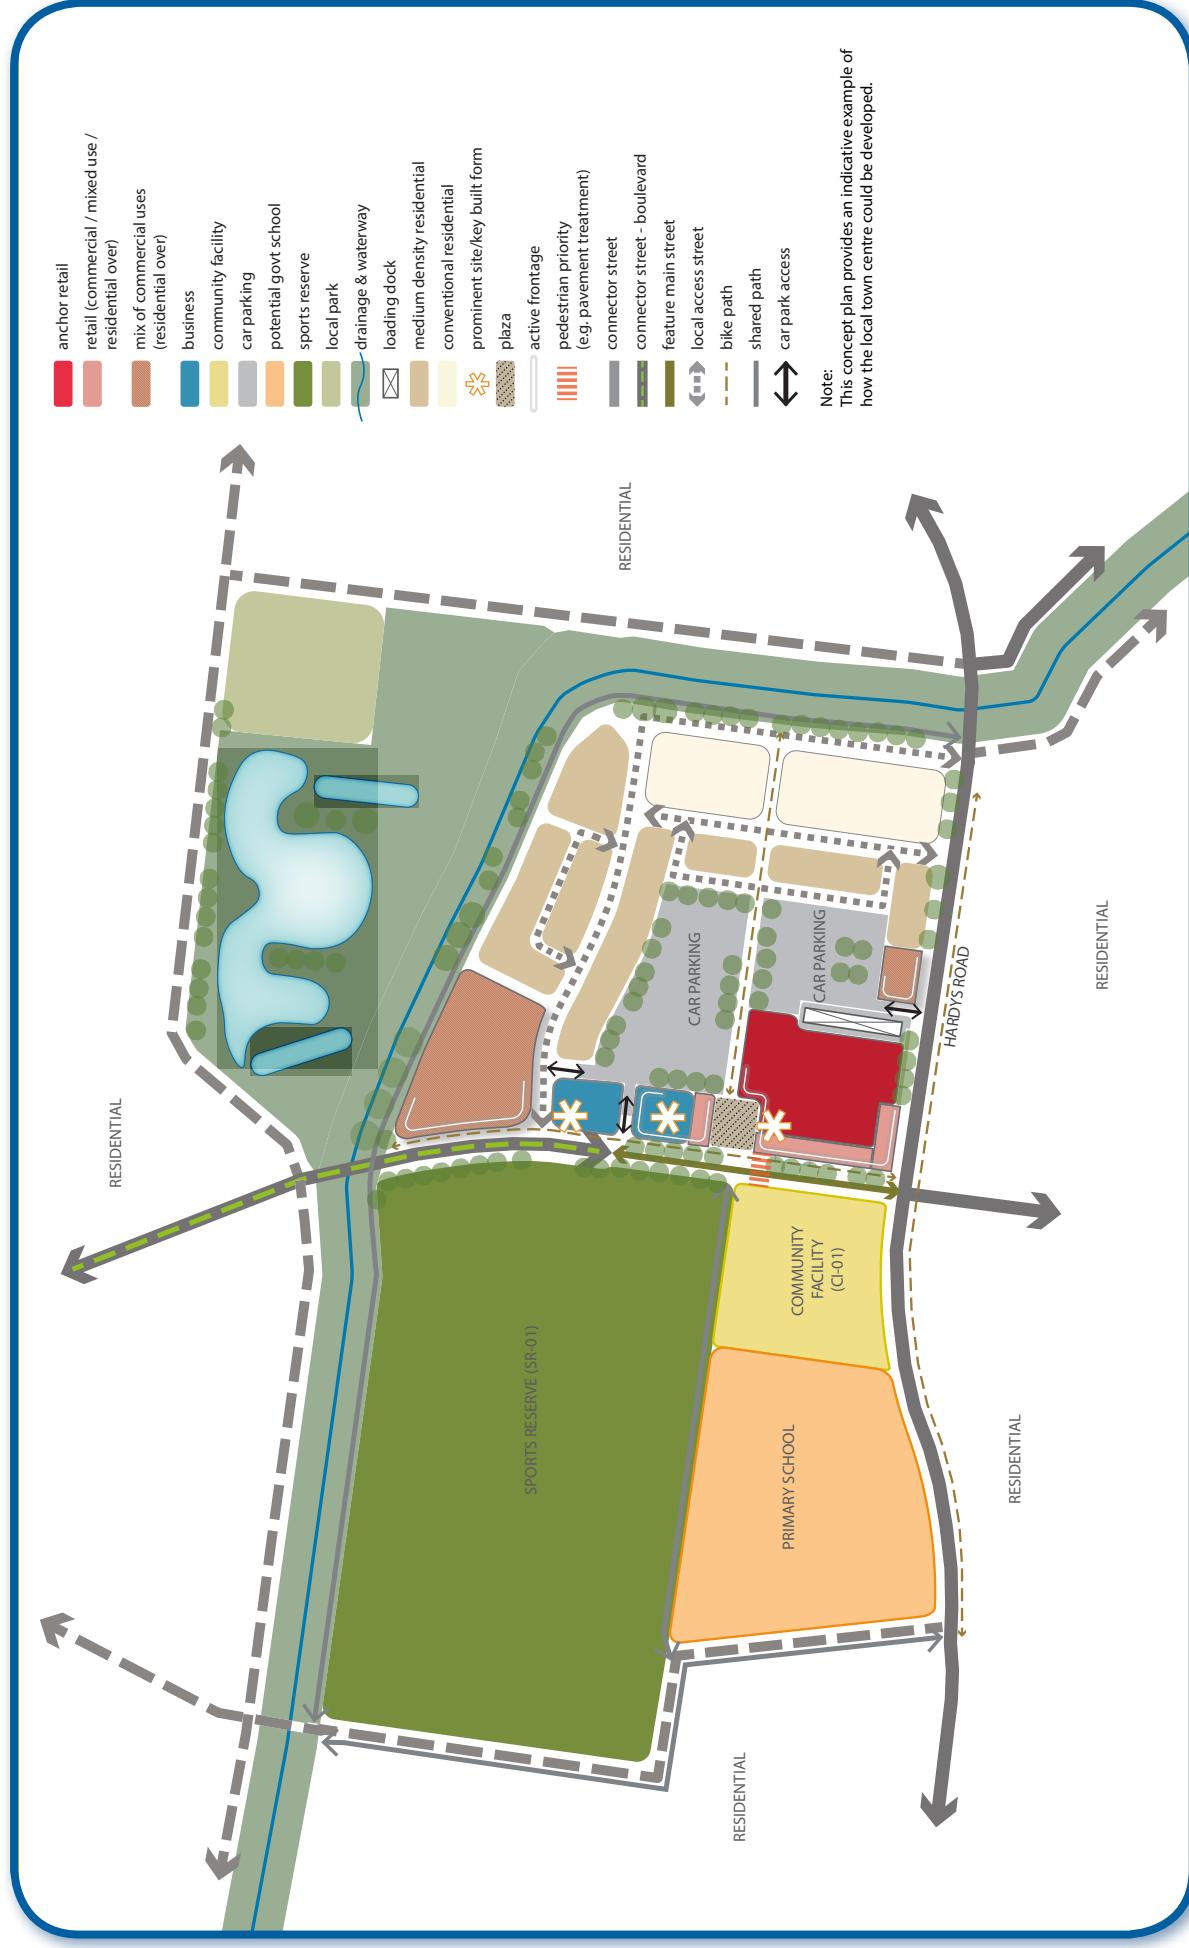 anchor retail
retail (commercial / mixed use /
residential over)
mix of commercial uses
(residential over)
business
community facility
car parking
potential govt school
sports reserve
local park
drainage & waterway
loading dock
medium density residential
conventional residential
prominent site/key built form
plaza
active frontage
pedestrian priority
(e.g. pavement treatment)
connector street
connector street - boulevard
feature main street
local access street
bike path
shared path
car park access
Note:
This concept plan provides an indicative example of
how the local town centre could be developed.
RESIDENTIAL
RESIDENTIAL
RESIDENTIAL
RESIDENTIAL
RESIDENTIAL
CAR PARKING
CAR PARKING
HARDYS ROAD
SPORTS RESERVE (SR-01)
COMMUNITY
FACILITY
(CI-01)
PRIMARY SCHOOL